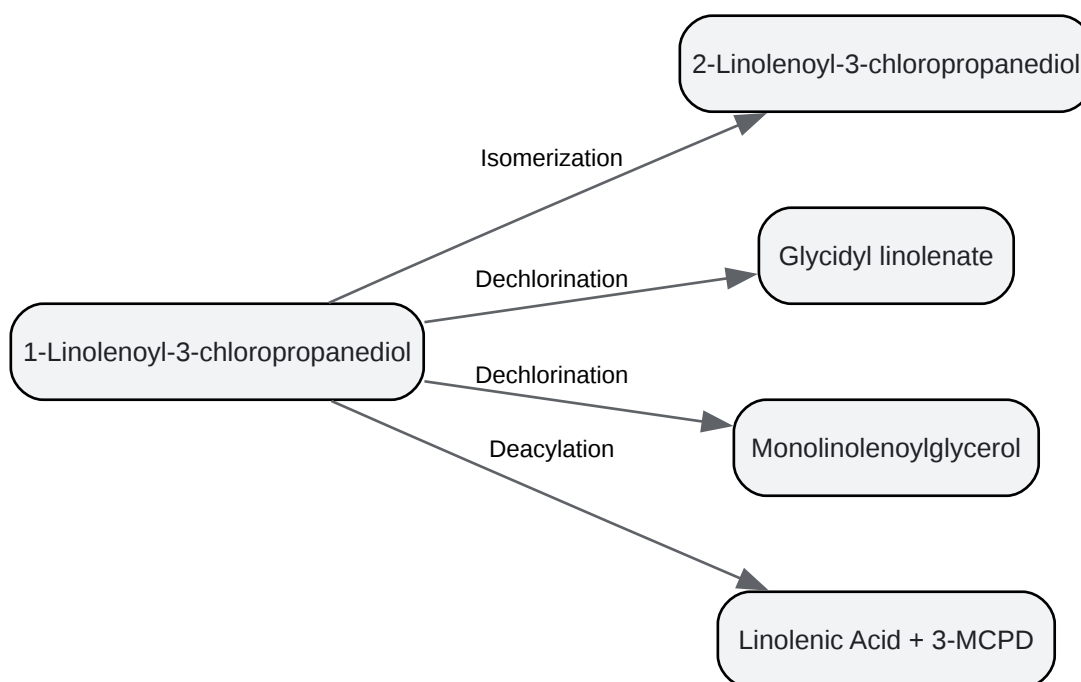 2-Linolenoyl-3-chloropropanediol
Isomerization
Glycidyl linolenate
Dechlorination
1-Linolenoyl-3-chloropropanediol
Dechlorination
Monolinolenoylglycerol
Deacylation
Linolenic Acid + 3-MCPD